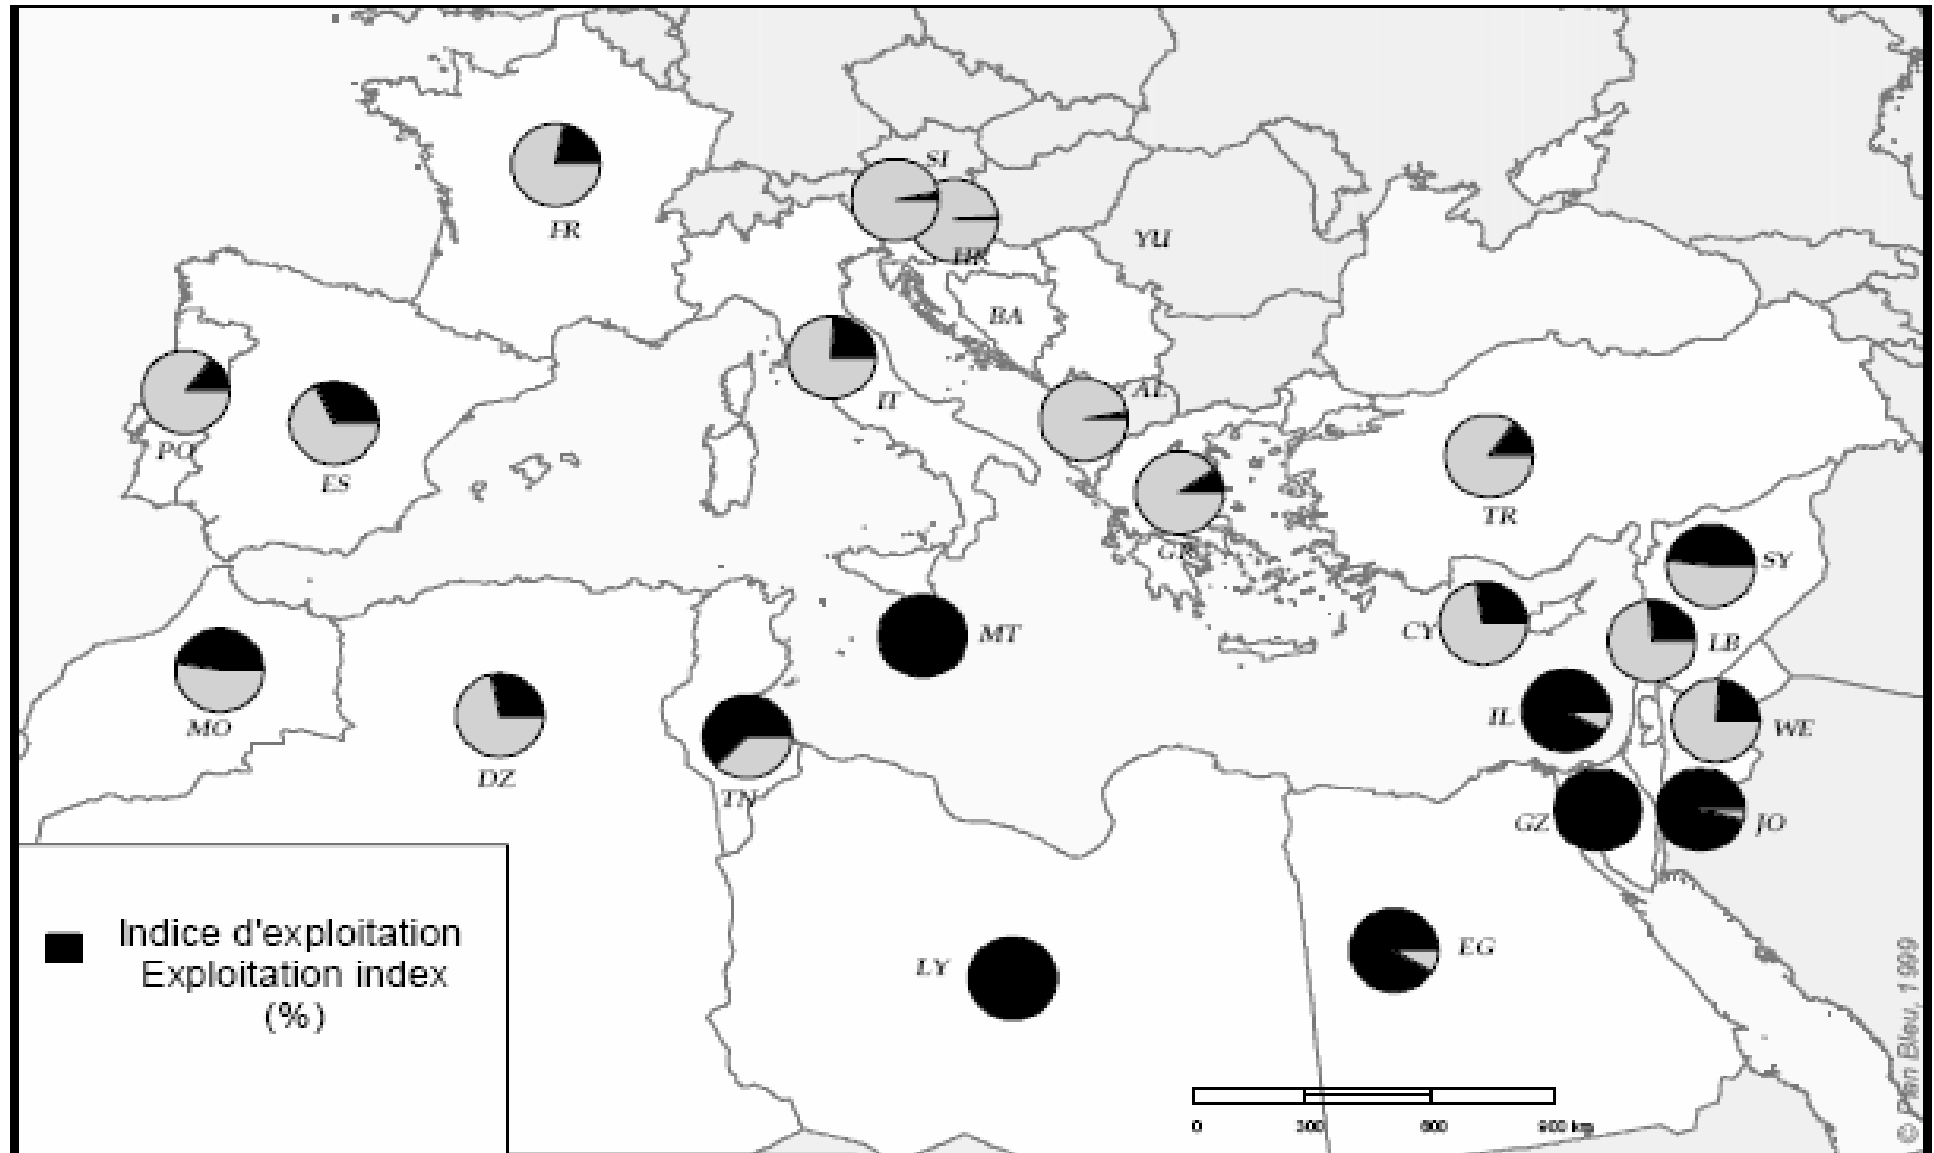 SI
FR
HR
YU
BA
AL
IT
PO
ES
TR
GR
SY
CY
LB
MT
MO
IL
WE
DZ
TN
GZ
JO
EG
LY
Indice d'exploitation
Exploitation index
(%)
0 300 600 900 km
© Plan Bleu, 1999